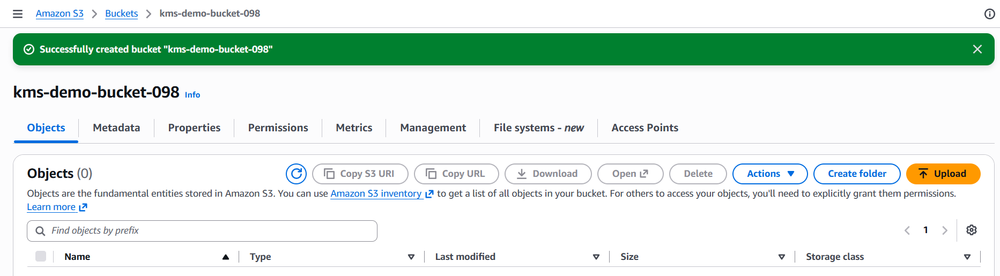 Amazon S3 > Buckets > kms-demo-bucket-098
Successfully created bucket "kms-demo-bucket-098"
kms-demo-bucket-098 Info
Objects Metadata Properties Permissions Metrics Management File systems - new Access Points
Objects (0) Copy S3 URI Copy URL Download Open Delete Actions Create folder Upload
Objects are the fundamental entities stored in Amazon S3. You can use Amazon S3 inventory to get a list of all objects in your bucket. For others to access your objects, you'll need to explicitly grant them permissions.
Learn more
Find objects by prefix
1
Name Type Last modified Size Storage class